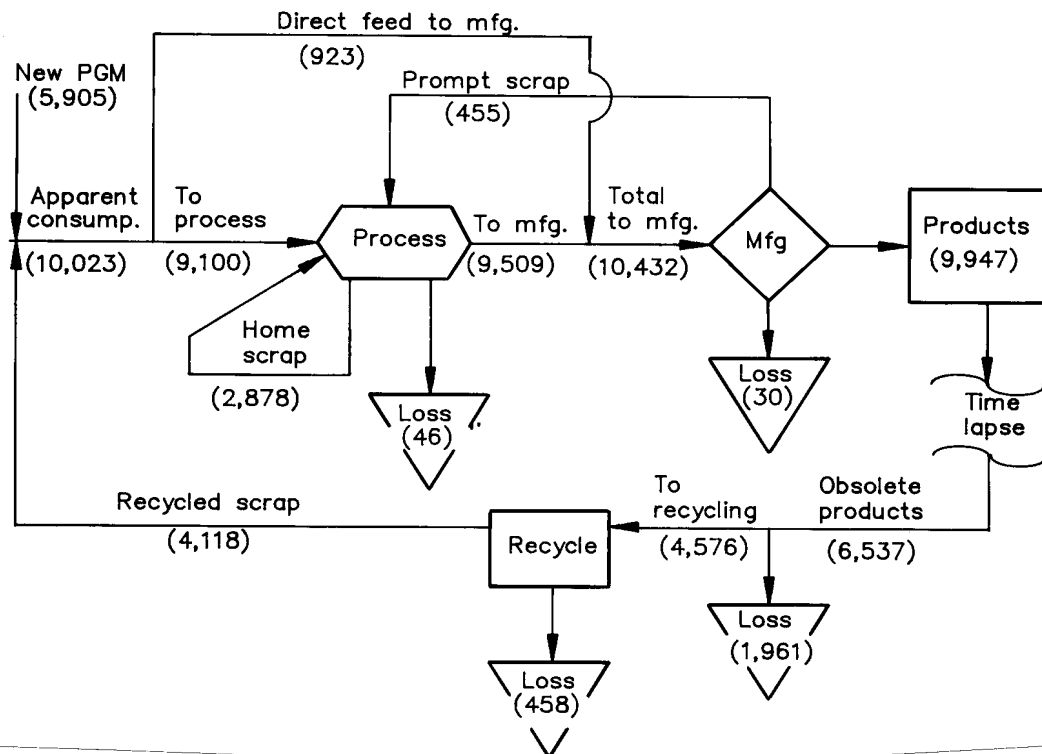 Direct feed to mfg.
(923)
New PGM
(5,905)
Prompt scrap
(455)
Apparent
consump.
(10,023)
To
process
(9,100)
Process
To mfg.
(9,509)
Total
to mfg.
(10,432)
Mfg
Products
(9,947)
Home
scrap
(2,878)
Loss
(46)
Loss
(30)
Time
lapse
Recycled scrap
(4,118)
Recycle
To
recycling
(4,576)
Obsolete
products
(6,537)
Loss
(458)
Loss
(1,961)